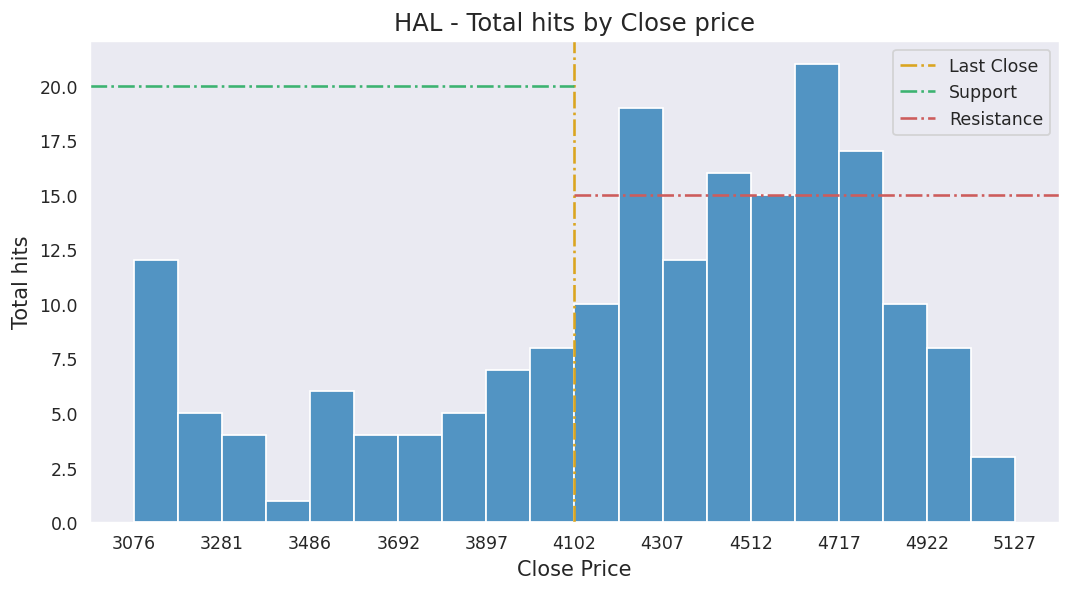 HAL - Total hits by Close price
Last Close
Support
Resistance
Total hits
20.0
17.5
15.0
12.5
10.0
7.5
5.0
2.5
0.0
3076 3281 3486 3692 3897 4102 4307 4512 4717 4922 5127
Close Price